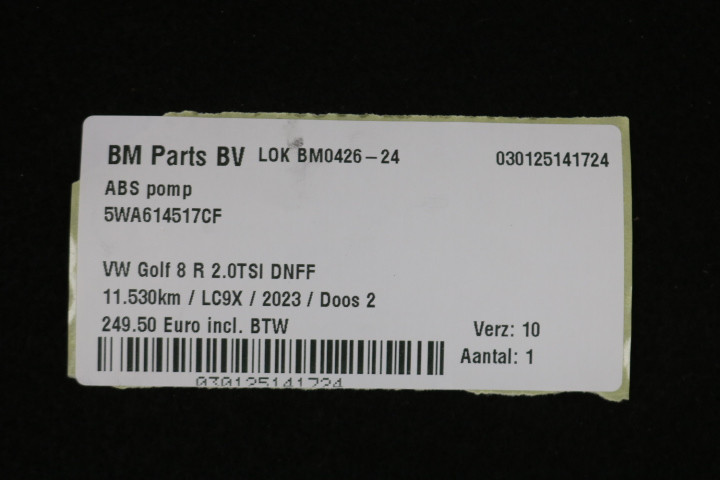 BM Parts BV LOK BM0426-24 030125141724
ABS pomp
5WA614517CF
VW Golf 8 R 2.0TSI DNFF
11.530km / LC9X / 2023 / Doos 2
249.50 Euro incl. BTW Verz: 10
Aantal: 1
030125141724